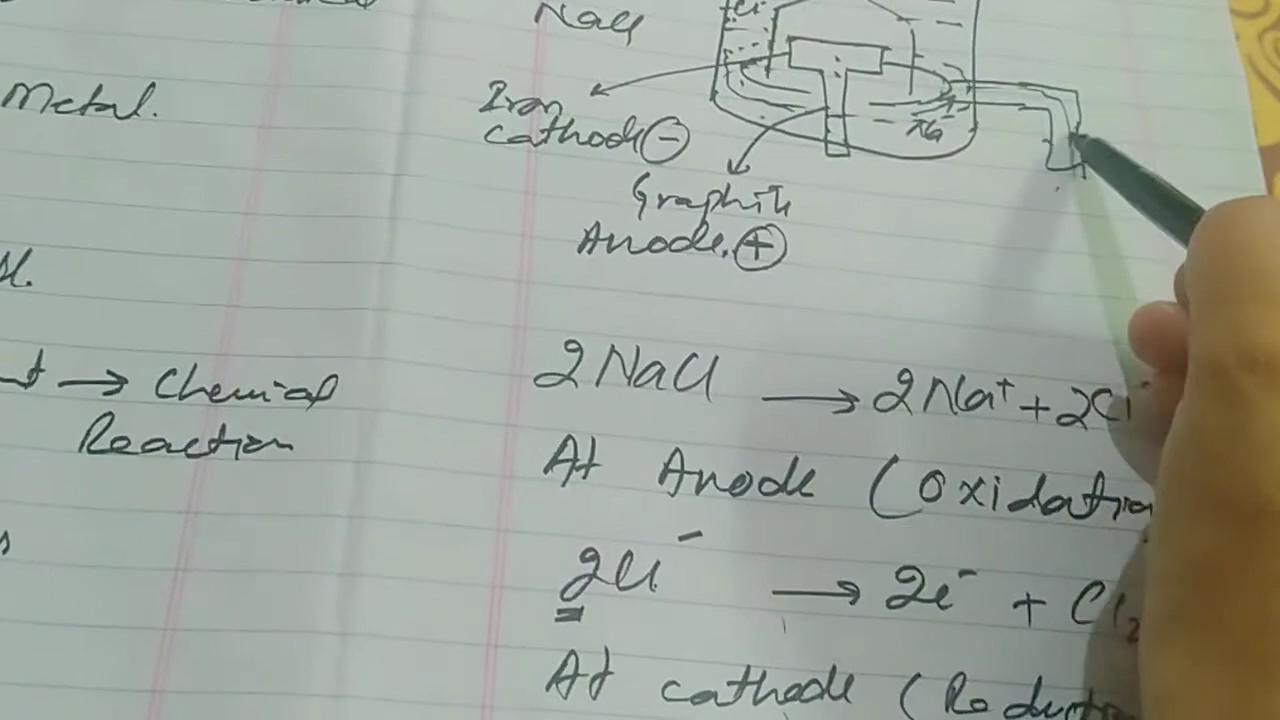 Metal.
→ Chemical
Reaction
NaCl
Iron
Cathode ⊖
Graphite
Anode. ⊕
2NaCl → 2Na⁺ + 2Cl⁻
At Anode (Oxidation
2Cl⁻ → 2e⁻ + Cl₂
At cathode (Reduction